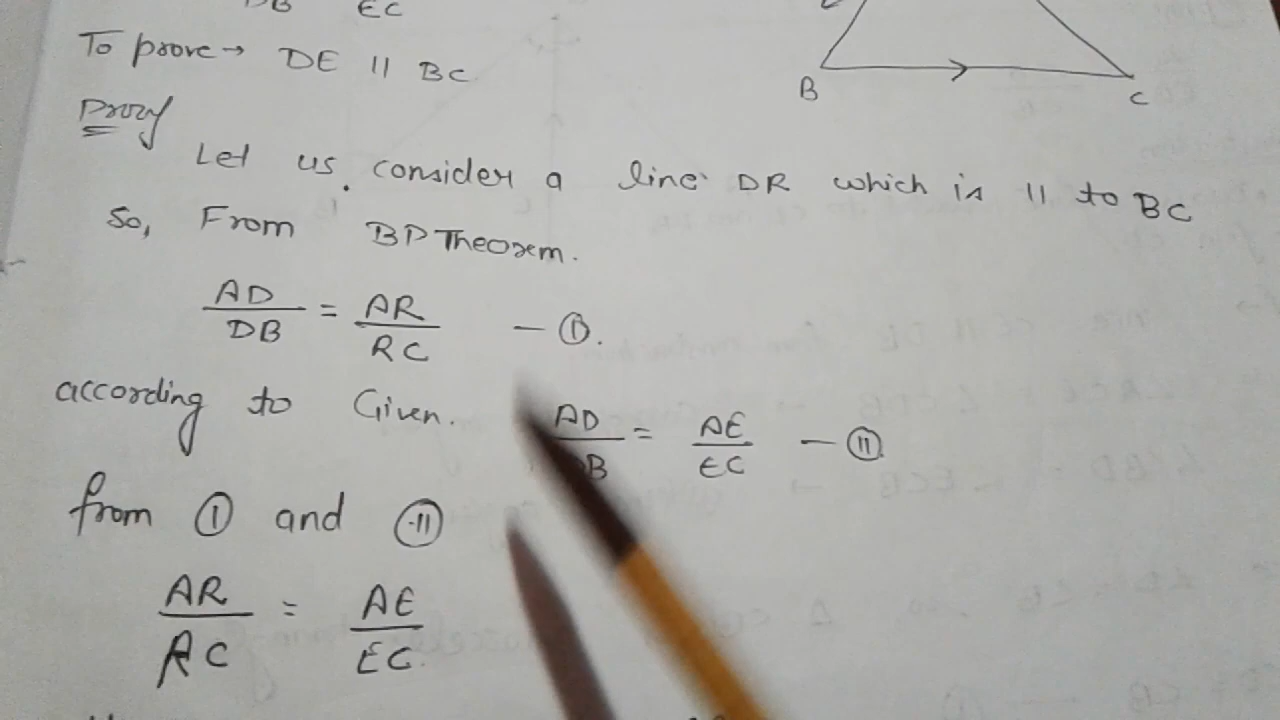 EC
To prove → DE || BC
B
C
Proof
Let us consider a line DR which is || to BC
So, From BP Theorem.
AD/DB = AR/RC — (I).
according to Given. AD/DB = AE/EC — (II)
from (I) and (II)
AR/RC = AE/EC.